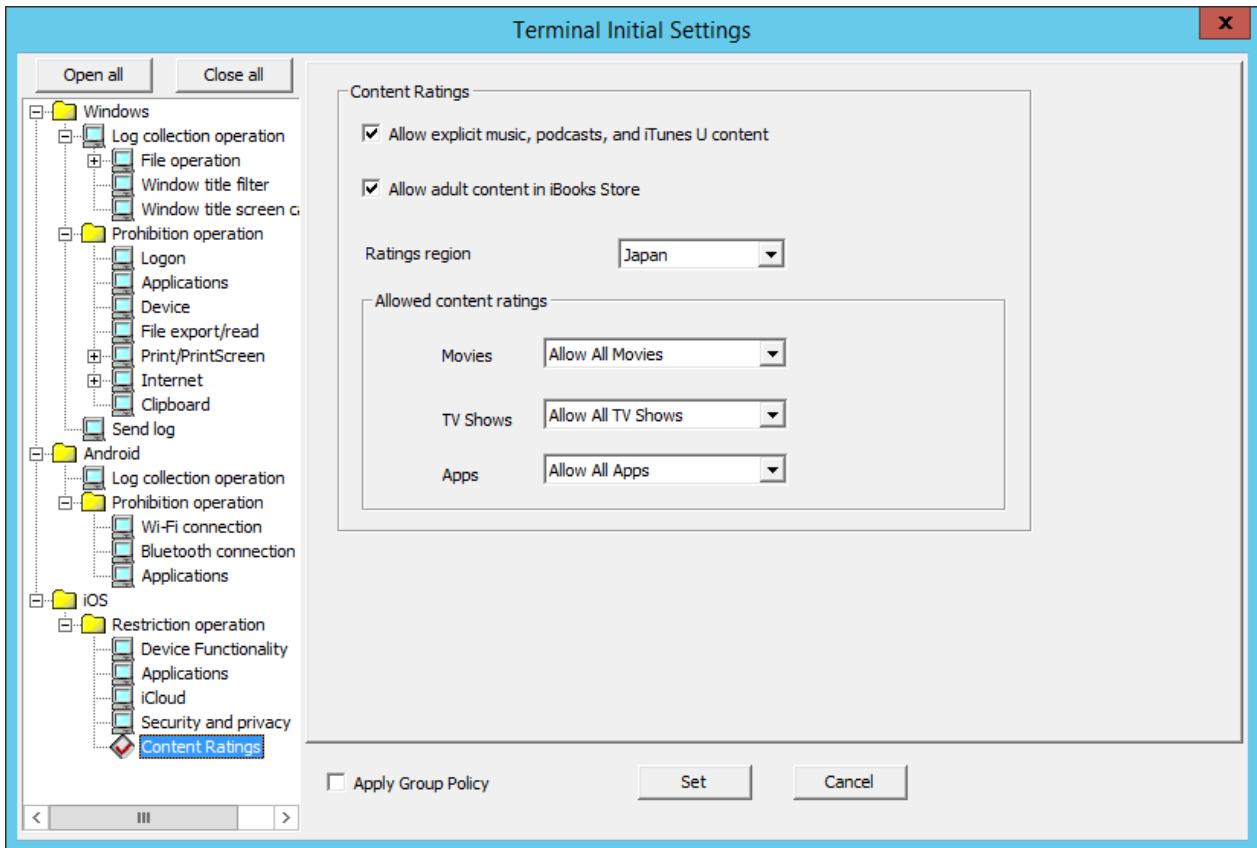 Terminal Initial Settings
x
Open all
Close all
Windows
Log collection operation
File operation
Window title filter
Window title screen
Prohibition operation
Logon
Applications
Device
File export/read
Print/PrintScreen
Internet
Clipboard
Send log
Android
Log collection operation
Prohibition operation
Wi-Fi connection
Bluetooth connection
Applications
iOS
Restriction operation
Device Functionality
Applications
iCloud
Security and privacy
Content Ratings
Content Ratings
Allow explicit music, podcasts, and iTunes U content
Allow adult content in iBooks Store
Ratings region Japan
Allowed content ratings
Movies Allow All Movies
TV Shows Allow All TV Shows
Apps Allow All Apps
Apply Group Policy
Set
Cancel